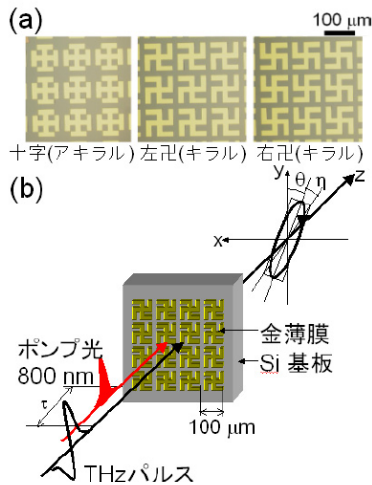 (a)
100 μm
十字(アキラル) 左卍(キラル) 右卍(キラル)
(b)
y
θ
η
z
x
ポンプ光
800 nm
τ
金薄膜
Si 基板
100 μm
THzパルス